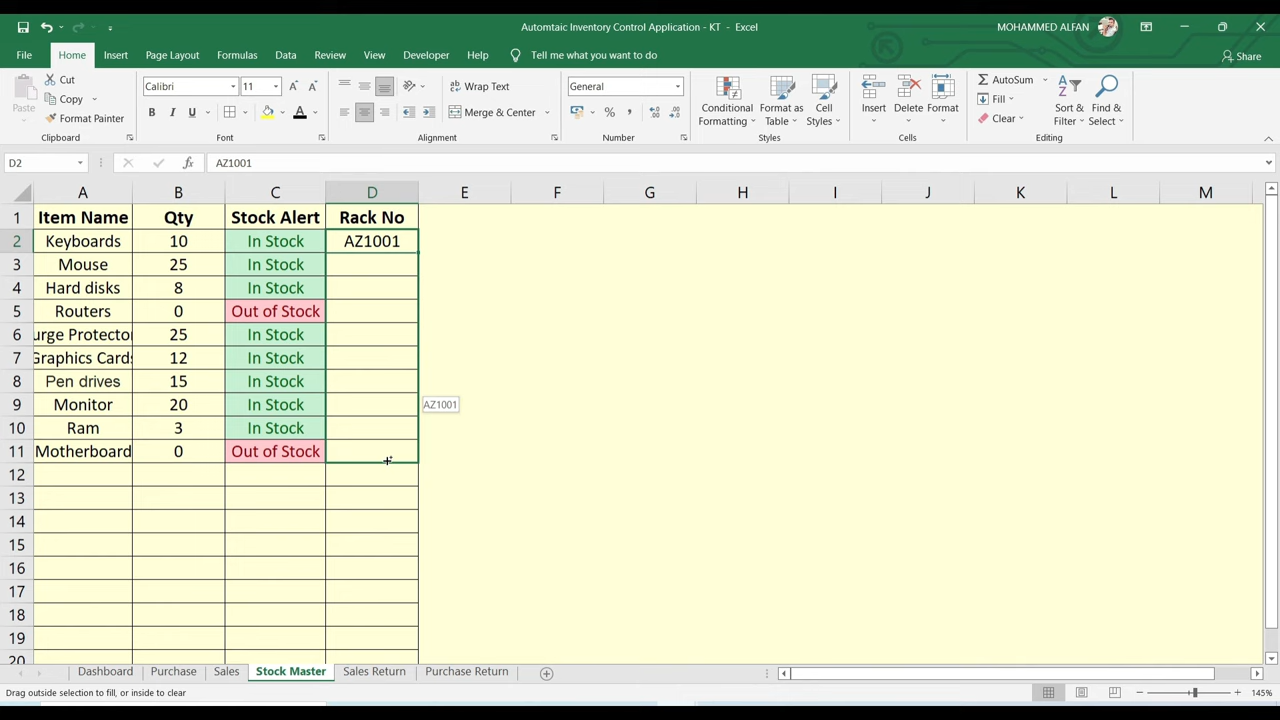 Automtaic Inventory Control Application - KT - Excel
MOHAMMED ALFAN
File Home Insert Page Layout Formulas Data Review View Developer Help Tell me what you want to do Share
Paste
Cut
Copy
Format Painter
Clipboard
Calibri 11
B I U A
Font
Wrap Text
Merge & Center
Alignment
General
%
Number
Conditional Formatting
Format as Table
Cell Styles
Styles
Insert
Delete
Format
Cells
AutoSum
Fill
Clear
Sort & Filter
Find & Select
Editing
D2 fx AZ1001
A B C D E F G H I J K L M
1 Item Name Qty Stock Alert Rack No
2 Keyboards 10 In Stock AZ1001
3 Mouse 25 In Stock
4 Hard disks 8 In Stock
5 Routers 0 Out of Stock
6 urge Protector 25 In Stock
7 Graphics Cards 12 In Stock
8 Pen drives 15 In Stock
9 Monitor 20 In Stock AZ1001
10 Ram 3 In Stock
11 Motherboard 0 Out of Stock
12
13
14
15
16
17
18
19
20
Dashboard Purchase Sales Stock Master Sales Return Purchase Return
Drag outside selection to fill, or inside to clear
145%